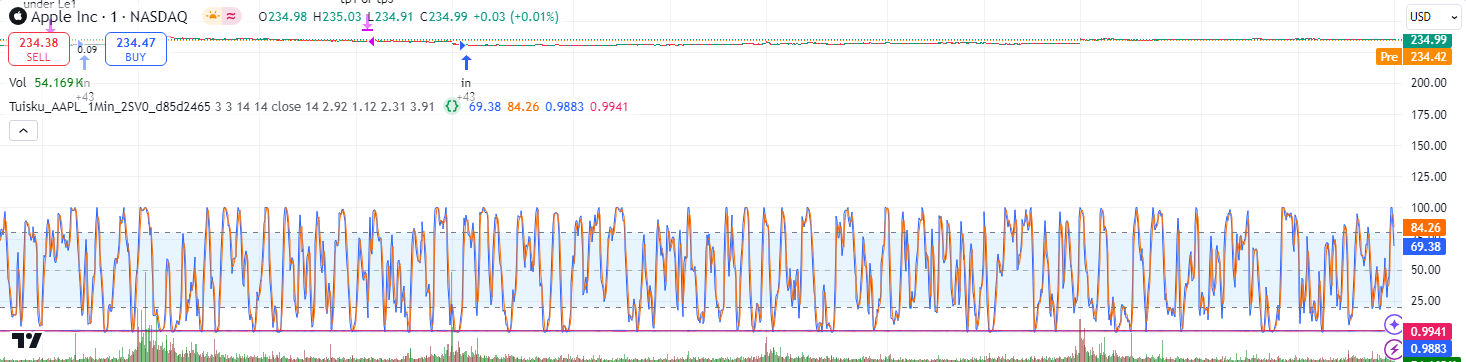 under Le1
tp1 or tp3
Apple Inc · 1 · NASDAQ
O234.98 H235.03 L234.91 C234.99 +0.03 (+0.01%)
USD
234.38
SELL
0.09
234.47
BUY
234.99
Pre 234.42
in
Vol 54.169 K
in
+43
+43
200.00
Tuisku_AAPL_1Min_2SV0_d85d2465 3 3 14 14 close 14 2.92 1.12 2.31 3.91 {} 69.38 84.26 0.9883 0.9941
175.00
150.00
125.00
100.00
84.26
69.38
50.00
25.00
0.9941
0.9883